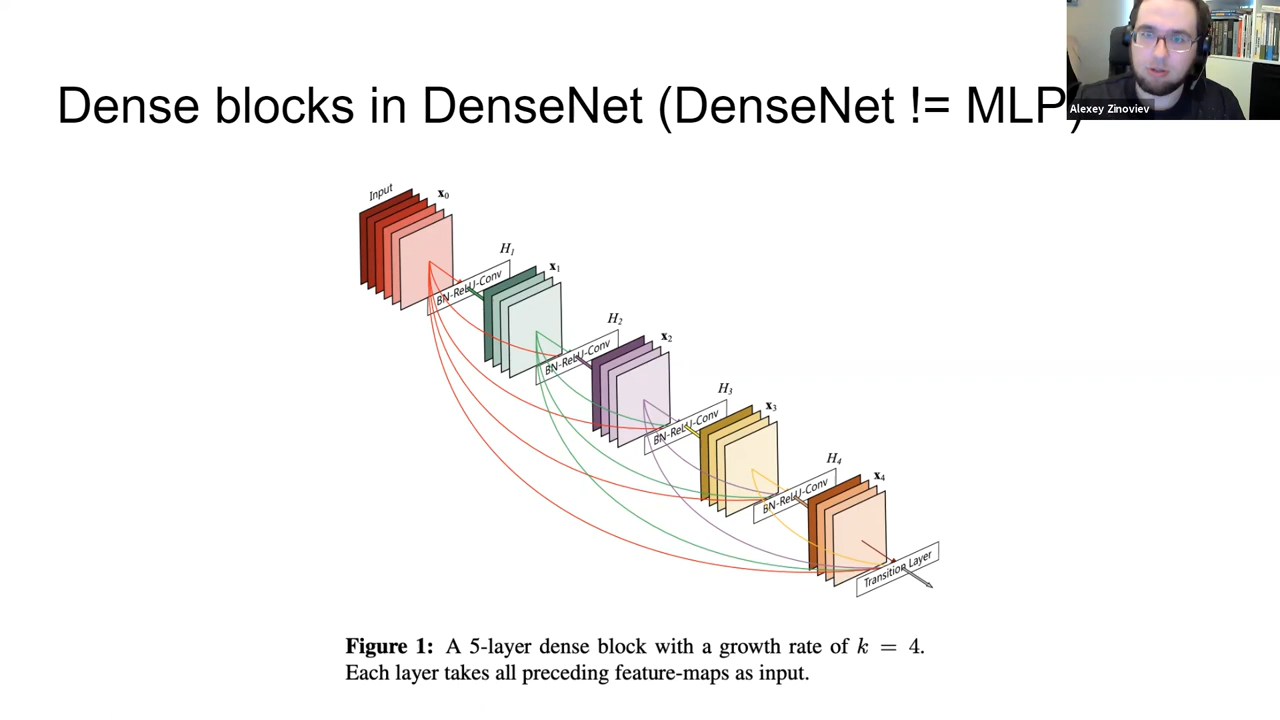 Dense blocks in DenseNet (DenseNet != MLP)
Alexey Zinoviev
Input
x0
H1
BN-ReLU-Conv
x1
H2
BN-ReLU-Conv
x2
H3
BN-ReLU-Conv
x3
H4
BN-ReLU-Conv
x4
Transition Layer
Figure 1: A 5-layer dense block with a growth rate of k = 4.
Each layer takes all preceding feature-maps as input.